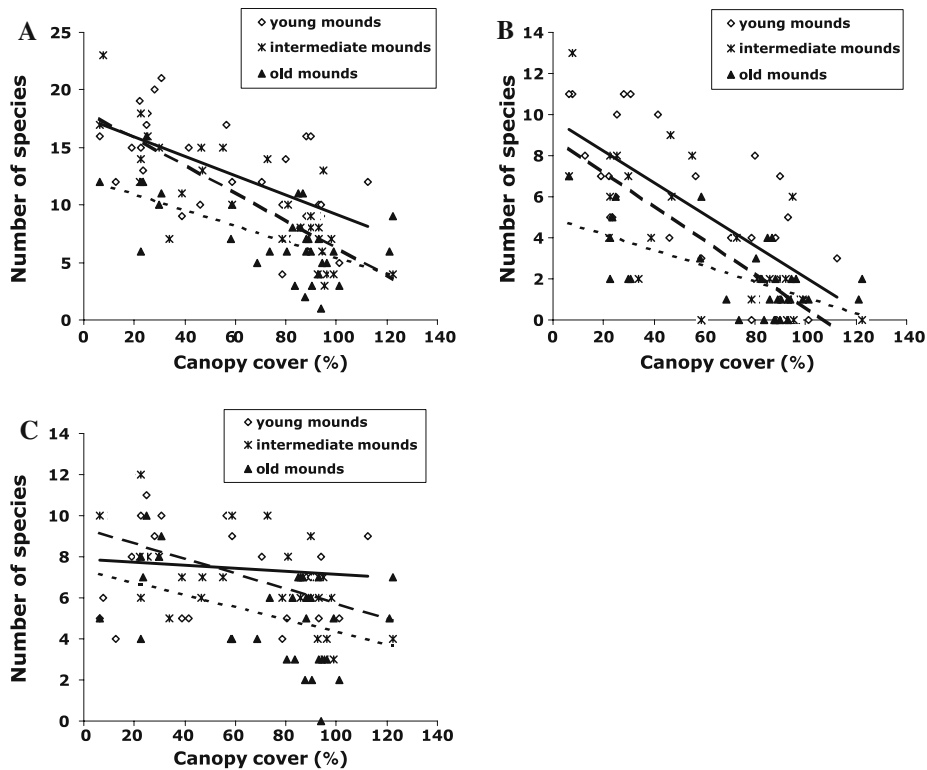 A
young mounds
intermediate mounds
old mounds
Number of species
25
20
15
10
5
0
0 20 40 60 80 100 120 140
Canopy cover (%)
B
young mounds
intermediate mounds
old mounds
Number of species
14
12
10
8
6
4
2
0
0 20 40 60 80 100 120 140
Canopy cover (%)
C
young mounds
intermediate mounds
old mounds
Number of species
14
12
10
8
6
4
2
0
0 20 40 60 80 100 120 140
Canopy cover (%)